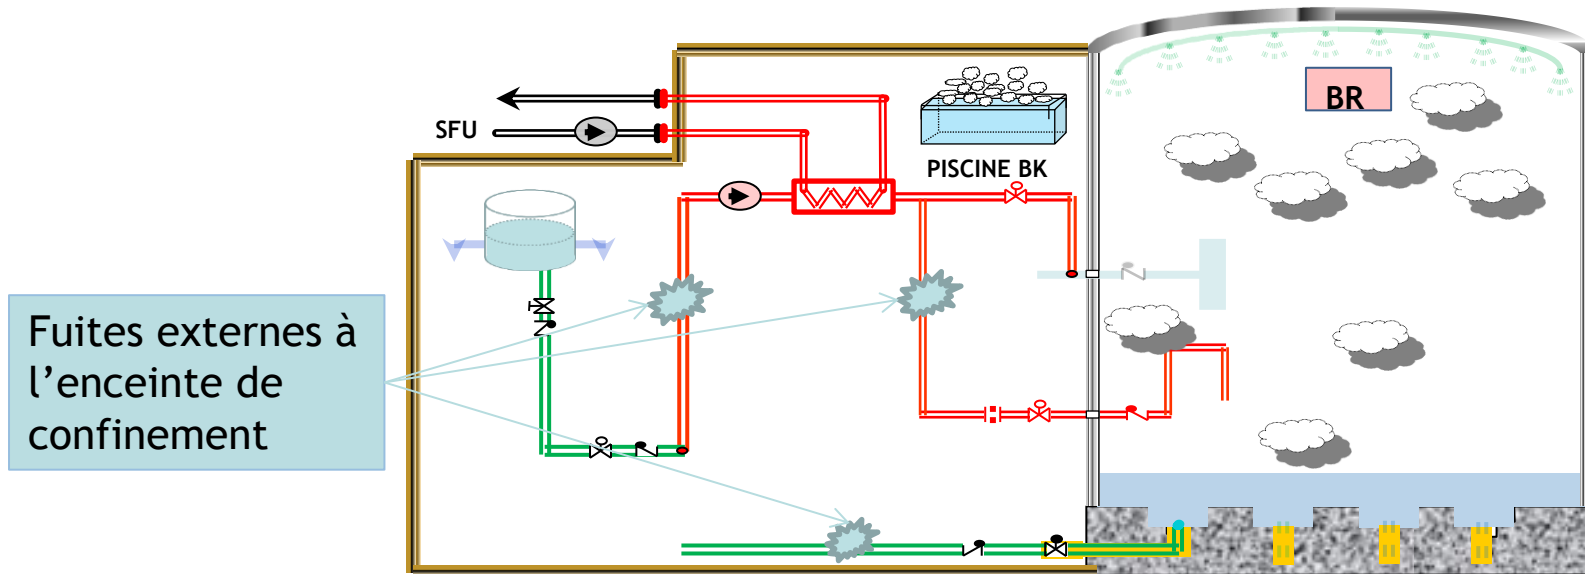 BR
SFU
PISCINE BK
Fuites externes à
l’enceinte de
confinement